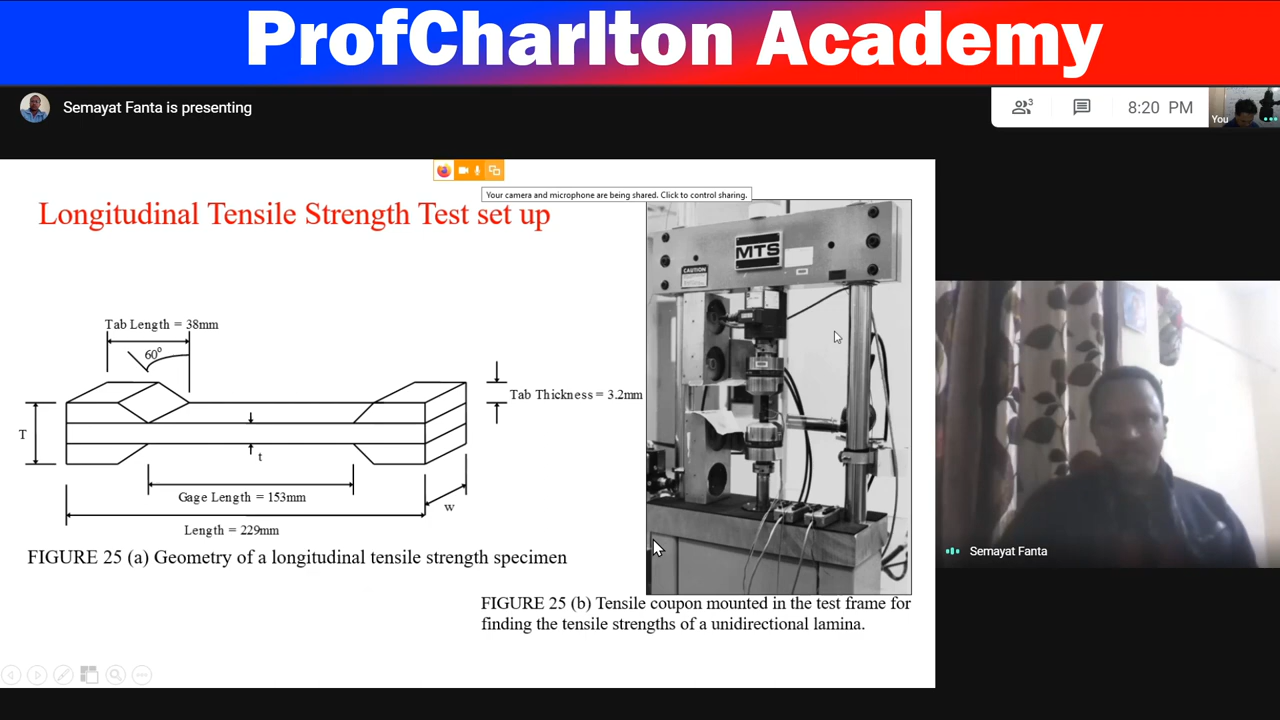 ProfCharlton Academy
Semayat Fanta is presenting
3
8:20 PM
You
Your camera and microphone are being shared. Click to control sharing.
Longitudinal Tensile Strength Test set up
MTS
CAUTION
Tab Length = 38mm
60°
Tab Thickness = 3.2mm
T
t
Gage Length = 153mm
w
Length = 229mm
FIGURE 25 (a) Geometry of a longitudinal tensile strength specimen
Semayat Fanta
FIGURE 25 (b) Tensile coupon mounted in the test frame for
finding the tensile strengths of a unidirectional lamina.